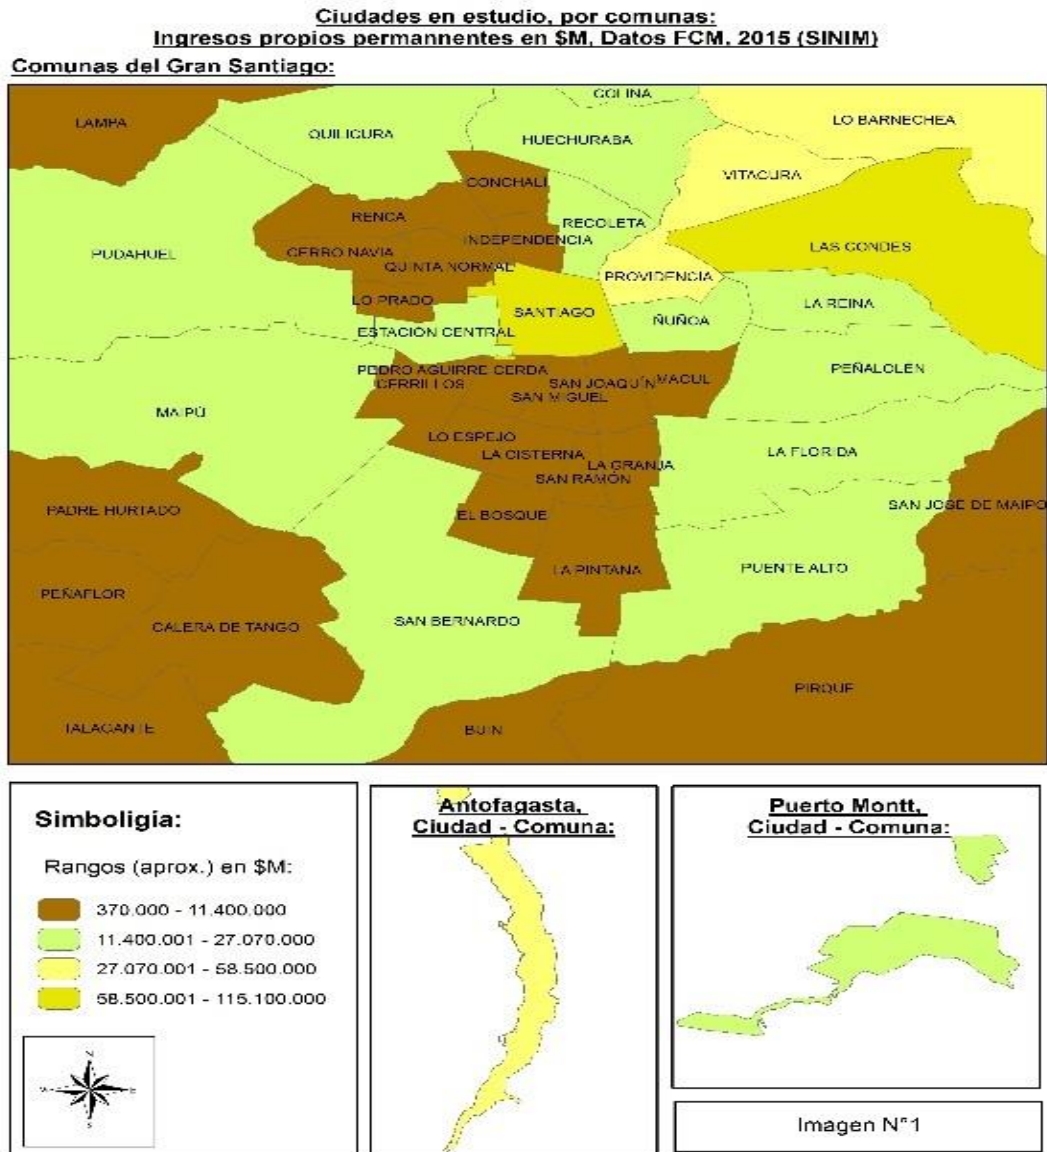 Ciudades en estudio, por comunas:
Ingresos propios permannentes en $M, Datos FCM, 2015 (SINIM)
Comunas del Gran Santiago:
COLINA
LAMPA
LO BARNECHEA
QUILICURA
HUECHURABA
VITACURA
CONCHALI
RENCA
RECOLETA
INDEPENDENCIA
LAS CONDES
PUDAHUEL
CERRO NAVIA
QUINTA NORMAL
PROVIDENCIA
LO PRADO
LA REINA
SANTIAGO
ÑUÑOA
ESTACIÓN CENTRAL
PEDRO AGUIRRE CERDA
PEÑALOLÉN
CERRILLOS
SAN JOAQUÍN
MACUL
SAN MIGUEL
MAIPÚ
LO ESPEJO
LA CISTERNA
LA FLORIDA
LA GRANJA
SAN RAMÓN
SAN JOSE DE MAIPO
PADRE HURTADO
EL BOSQUE
LA PINTANA
PUENTE ALTO
PEÑAFLOR
CALERA DE TANGO
SAN BERNARDO
PIRQUE
TALAGANTE
BUIN
Simboligia:
Rangos (aprox.) en $M:
370.000 - 11.400.000
11.400.001 - 27.070.000
27.070.001 - 58.500.000
58.500.001 - 115.100.000
N
W
E
S
Antofagasta,
Ciudad - Comuna:
Puerto Montt,
Ciudad - Comuna:
Imagen N°1